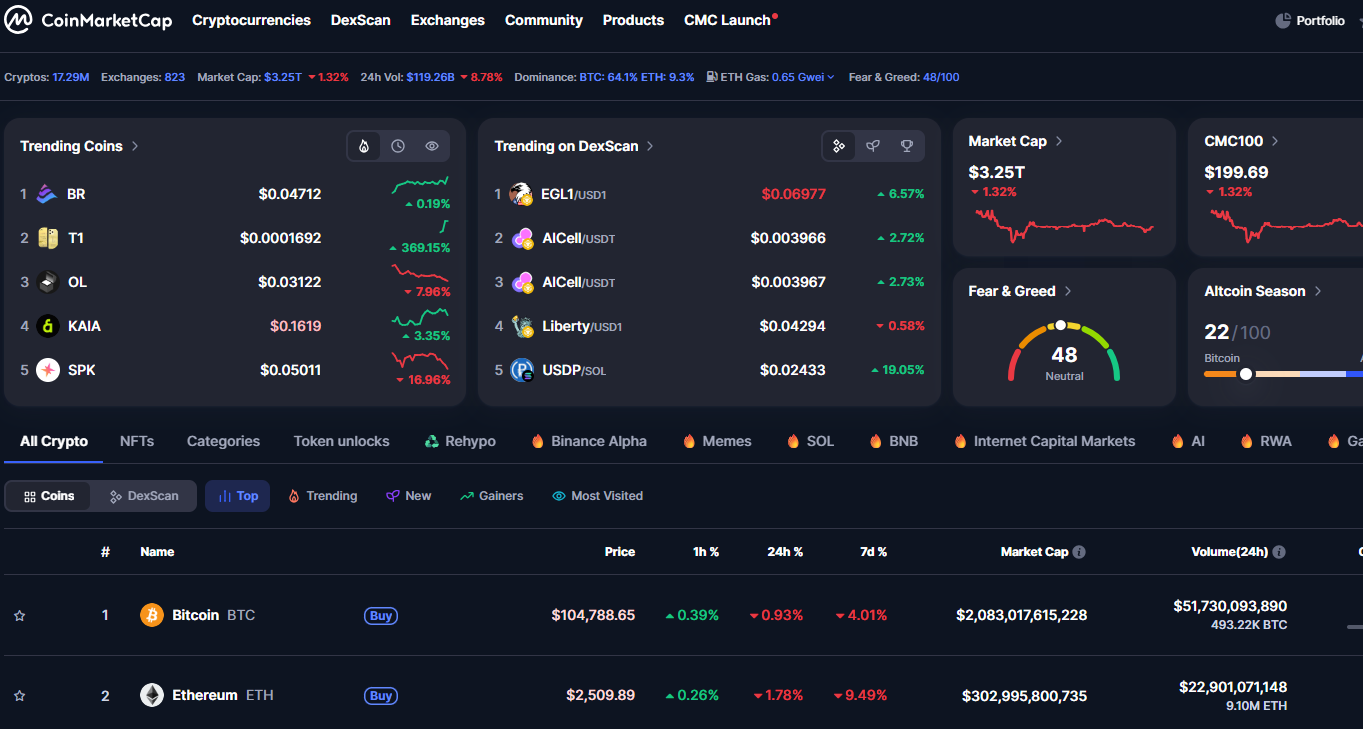 CoinMarketCap Cryptocurrencies DexScan Exchanges Community Products CMC Launch Portfolio
Cryptos: 17.29M Exchanges: 823 Market Cap: $3.25T 1.32% 24h Vol: $119.26B 8.78% Dominance: BTC: 64.1% ETH: 9.3% ETH Gas: 0.65 Gwei Fear & Greed: 48/100
Trending Coins
1 BR $0.04712 0.19%
2 T1 $0.0001692 369.15%
3 OL $0.03122 7.96%
4 KAIA $0.1619 3.35%
5 SPK $0.05011 16.96%
Trending on DexScan
1 EGL1/USD1 $0.06977 6.57%
2 AICell/USDT $0.003966 2.72%
3 AICell/USDT $0.003967 2.73%
4 Liberty/USD1 $0.04294 0.58%
5 USDP/SOL $0.02433 19.05%
Market Cap
$3.25T
1.32%
CMC100
$199.69
1.32%
Fear & Greed
48
Neutral
Altcoin Season
22/100
Bitcoin
All Crypto NFTs Categories Token unlocks Rehypo Binance Alpha Memes SOL BNB Internet Capital Markets AI RWA
Coins DexScan Top Trending New Gainers Most Visited
# Name Price 1h % 24h % 7d % Market Cap Volume(24h)
1 Bitcoin BTC Buy $104,788.65 0.39% 0.93% 4.01% $2,083,017,615,228 $51,730,093,890
493.22K BTC
2 Ethereum ETH Buy $2,509.89 0.26% 1.78% 9.49% $302,995,800,735 $22,901,071,148
9.10M ETH